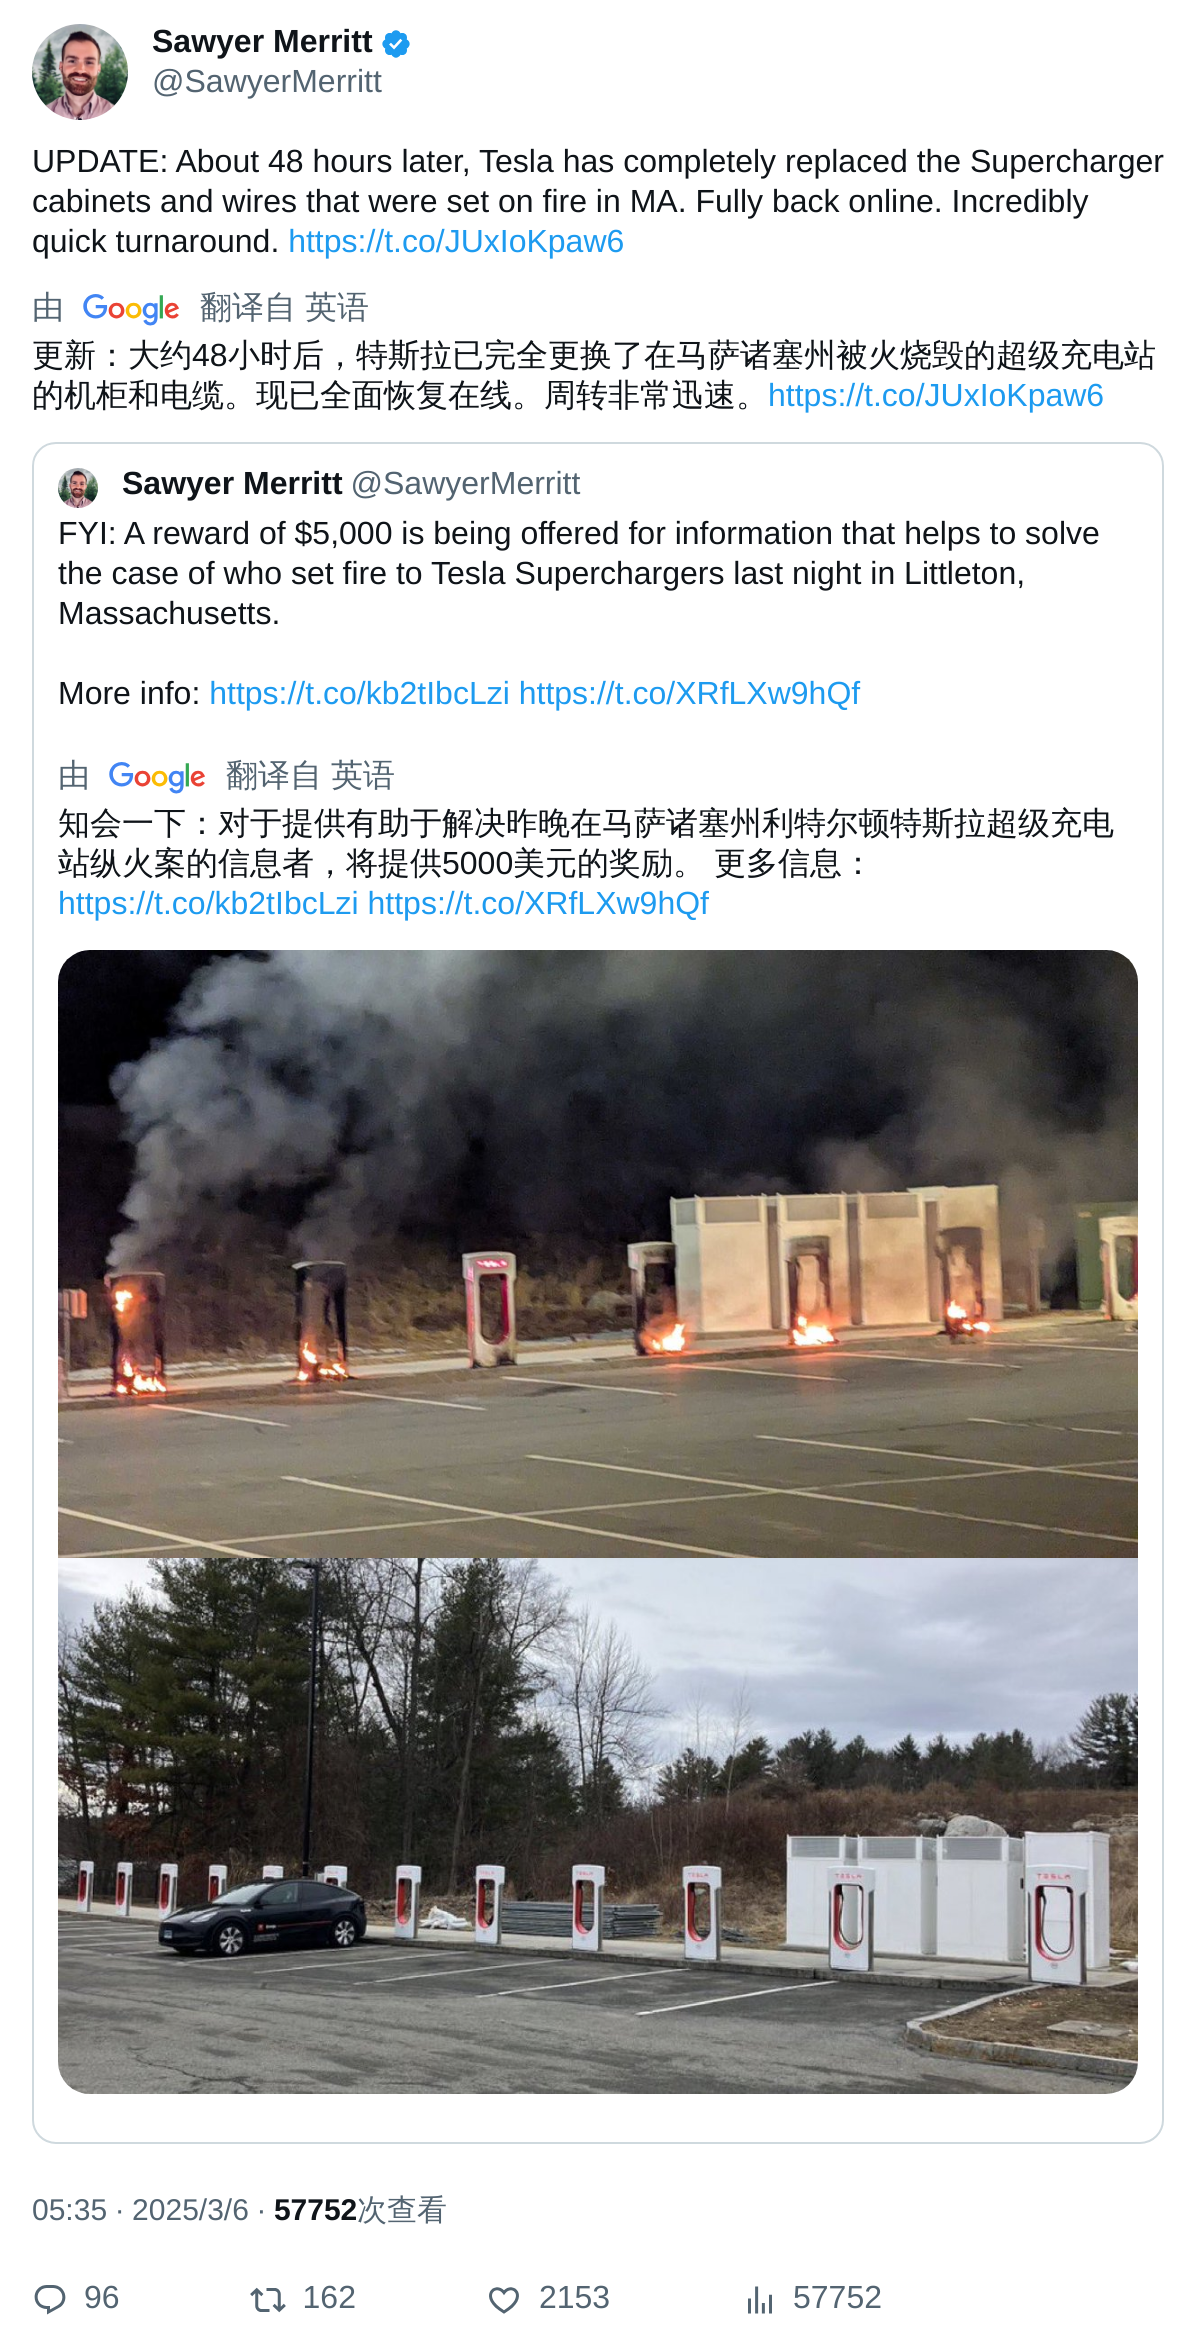 Sawyer Merritt
@SawyerMerritt
UPDATE: About 48 hours later, Tesla has completely replaced the Supercharger
cabinets and wires that were set on fire in MA. Fully back online. Incredibly
quick turnaround. https://t.co/JUxIoKpaw6
由 Google 翻译自 英语
更新：大约48小时后，特斯拉已完全更换了在马萨诸塞州被火烧毁的超级充电站
的机柜和电缆。现已全面恢复在线。周转非常迅速。https://t.co/JUxIoKpaw6
Sawyer Merritt @SawyerMerritt
FYI: A reward of $5,000 is being offered for information that helps to solve
the case of who set fire to Tesla Superchargers last night in Littleton,
Massachusetts.
More info: https://t.co/kb2tIbcLzi https://t.co/XRfLXw9hQf
由 Google 翻译自 英语
知会一下：对于提供有助于解决昨晚在马萨诸塞州利特尔顿特斯拉超级充电
站纵火案的信息者，将提供5000美元的奖励。 更多信息：
https://t.co/kb2tIbcLzi https://t.co/XRfLXw9hQf
TESLA
TESLA
TESLA
TESLA
TESLA
TESLA
05:35 · 2025/3/6 · 57752次查看
96 162 2153 57752